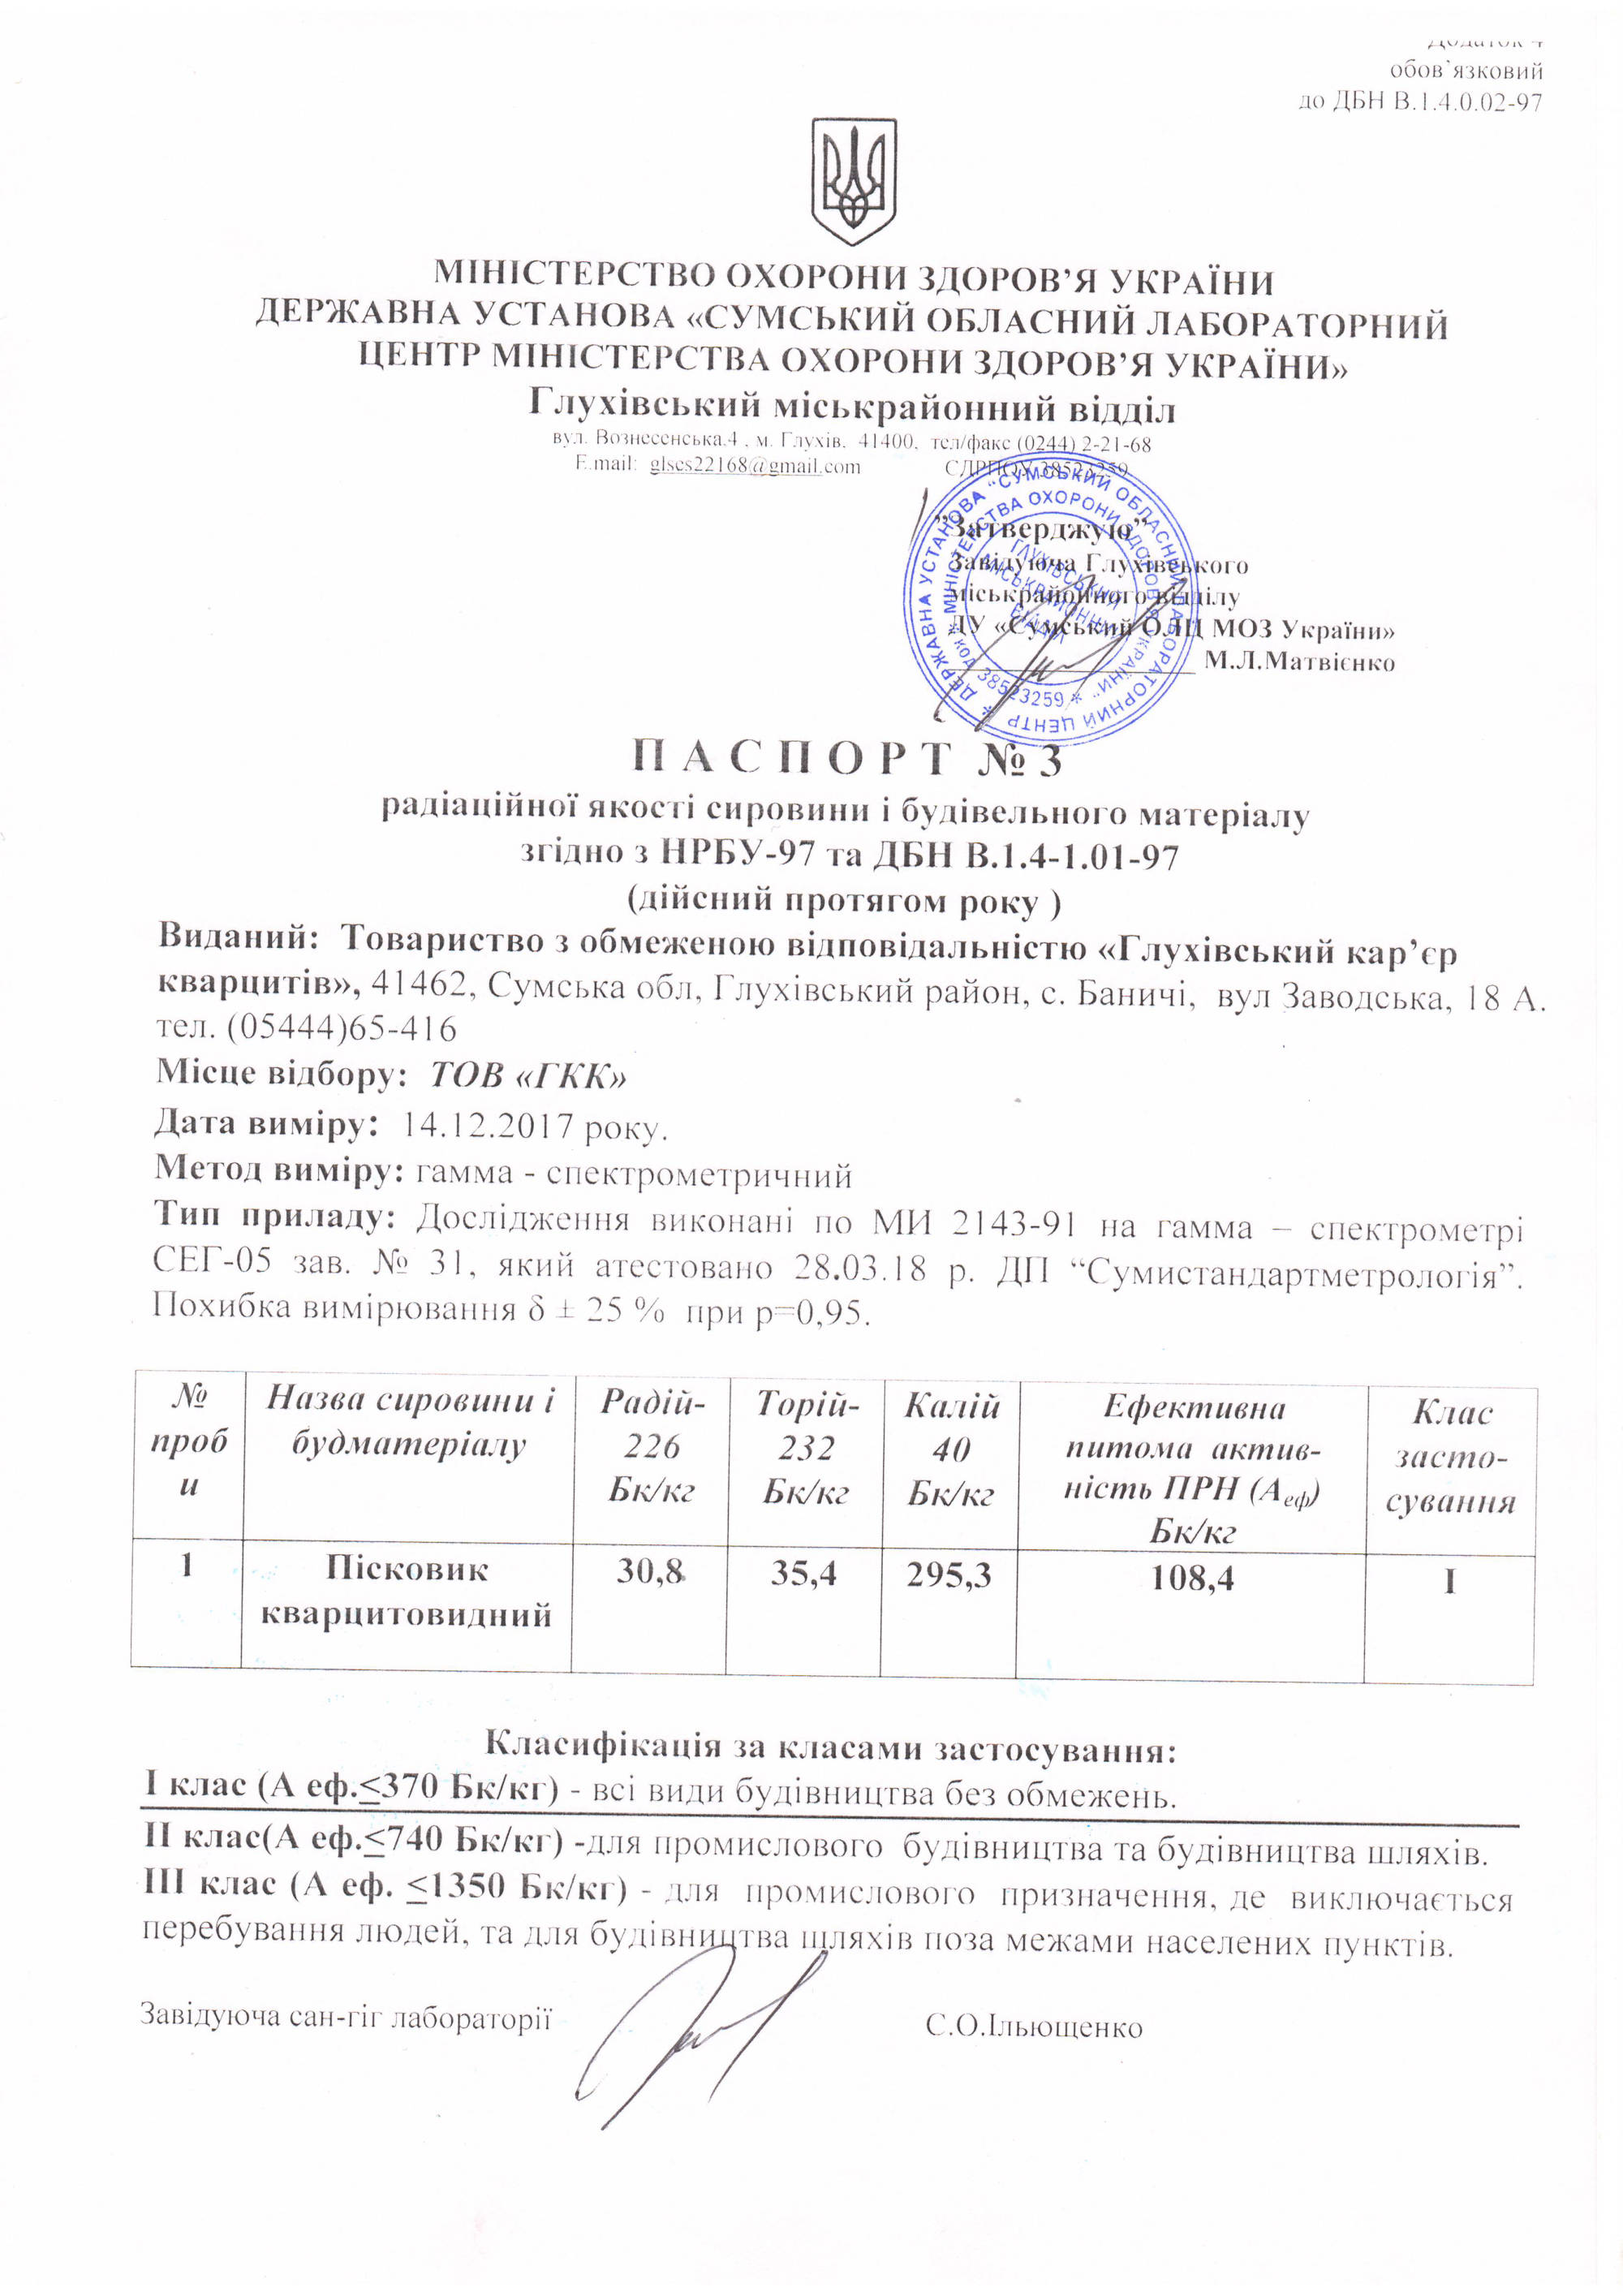 Додаток 4
обов`язковий
до ДБН В.1.4.0.02-97
МІНІСТЕРСТВО ОХОРОНИ ЗДОРОВ’Я УКРАЇНИ
ДЕРЖАВНА УСТАНОВА «СУМСЬКИЙ ОБЛАСНИЙ ЛАБОРАТОРНИЙ
ЦЕНТР МІНІСТЕРСТВА ОХОРОНИ ЗДОРОВ’Я УКРАЇНИ»
Глухівський міськрайонний відділ
вул. Вознесенська,4 , м. Глухів, 41400, тел/факс (0244) 2-21-68
E.mail: glses22168@gmail.com ЄДРПОУ 38523259
”Затверджую”
Завідуюча Глухівського
міськрайонного відділу
ДУ «Сумський ОЛЦ МОЗ України»
М.Л.Матвієнко
ДЕРЖАВНА УСТАНОВА “СУМСЬКИЙ ОБЛАСНИЙ ЛАБОРАТОРНИЙ ЦЕНТР
МІНІСТЕРСТВА ОХОРОНИ ЗДОРОВ’Я УКРАЇНИ”
* код 38523259 *
ГЛУХІВСЬКИЙ
МІСЬКРАЙОННИЙ
ВІДДІЛ
П А С П О Р Т № 3
радіаційної якості сировини і будівельного матеріалу
згідно з НРБУ-97 та ДБН В.1.4-1.01-97
(дійсний протягом року )
Виданий: Товариство з обмеженою відповідальністю «Глухівський кар’єр
кварцитів», 41462, Сумська обл, Глухівський район, с. Баничі, вул Заводська, 18 А.
тел. (05444)65-416
Місце відбору: ТОВ «ГКК»
Дата виміру: 14.12.2017 року.
Метод виміру: гамма - спектрометричний
Тип приладу: Дослідження виконані по МИ 2143-91 на гамма – спектрометрі
СЕГ-05 зав. № 31, який атестовано 28.03.18 р. ДП “Сумистандартметрологія”.
Похибка вимірювання δ ± 25 % при р=0,95.
№ проби Назва сировини і будматеріалу Радій-226 Бк/кг Торій-232 Бк/кг Калій 40 Бк/кг Ефективна питома актив-ність ПРН (Аеф) Бк/кг Клас засто-сування
1 Пісковик кварцитовидний 30,8 35,4 295,3 108,4 I
Класифікація за класами застосування:
I клас (А еф.≤370 Бк/кг) - всі види будівництва без обмежень.
II клас(А еф.≤740 Бк/кг) -для промислового будівництва та будівництва шляхів.
III клас (А еф. ≤1350 Бк/кг) - для промислового призначення, де виключається
перебування людей, та для будівництва шляхів поза межами населених пунктів.
Завідуюча сан-гіг лабораторії С.О.Ільющенко